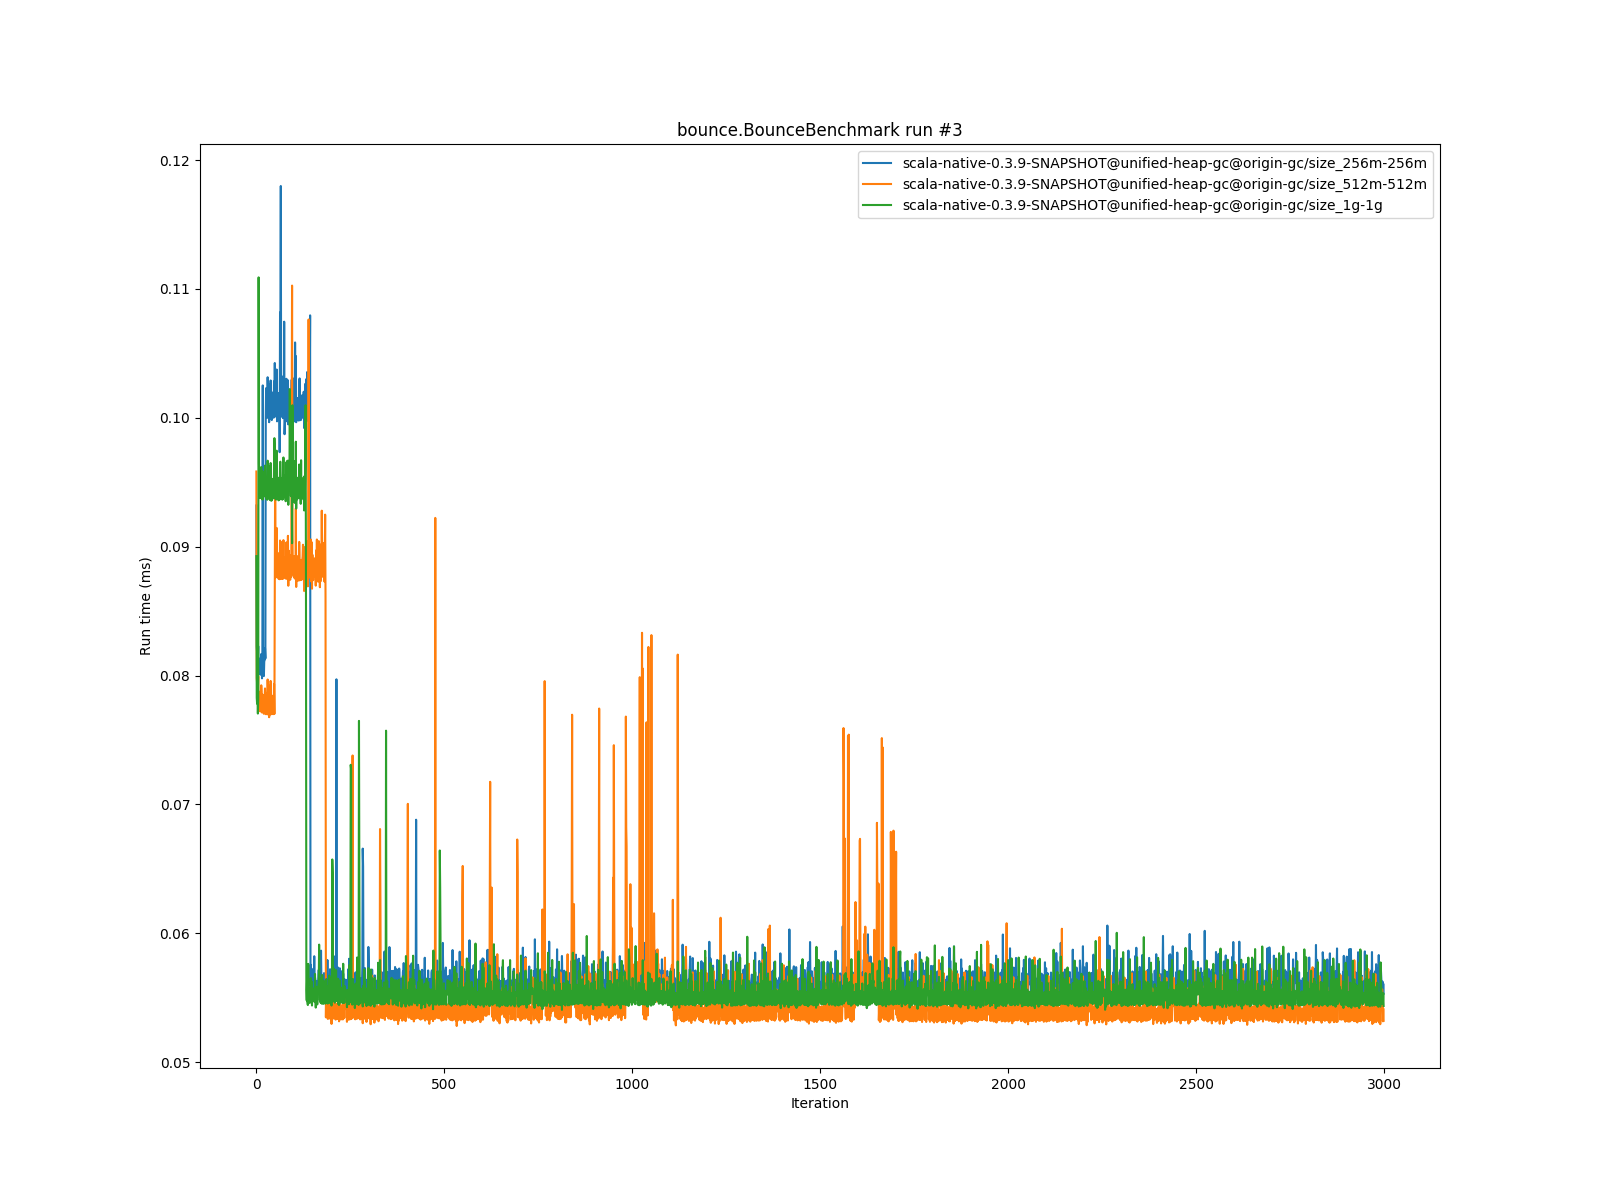 bounce.BounceBenchmark run #3
scala-native-0.3.9-SNAPSHOT@unified-heap-gc@origin-gc/size_256m-256m
scala-native-0.3.9-SNAPSHOT@unified-heap-gc@origin-gc/size_512m-512m
scala-native-0.3.9-SNAPSHOT@unified-heap-gc@origin-gc/size_1g-1g
0.12
0.11
0.10
0.09
0.08
0.07
0.06
0.05
Run time (ms)
0 500 1000 1500 2000 2500 3000
Iteration